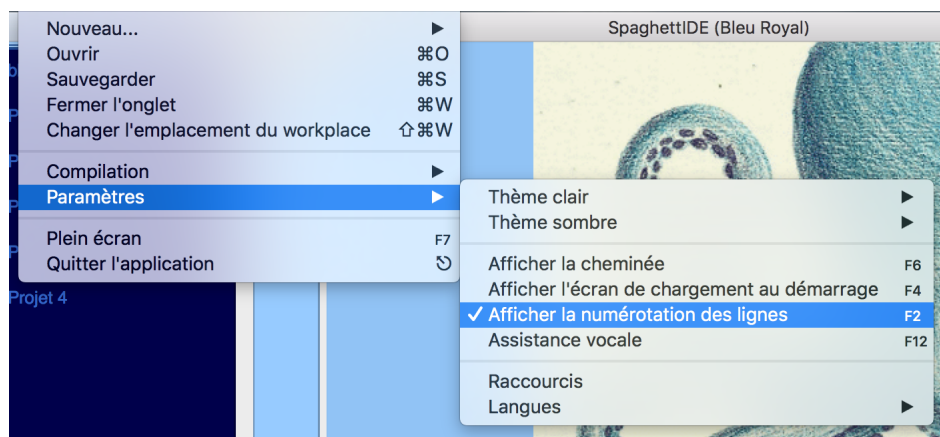 SpaghettIDE (Bleu Royal)
Nouveau... ▶
Ouvrir ⌘O
Sauvegarder ⌘S
Fermer l'onglet ⌘W
Changer l'emplacement du workplace ⇧⌘W
Compilation ▶
Paramètres ▶
Plein écran F7
Quitter l'application ⎋
Thème clair ▶
Thème sombre ▶
Afficher la cheminée F6
Afficher l'écran de chargement au démarrage F4
✓ Afficher la numérotation des lignes F2
Assistance vocale F12
Raccourcis
Langues ▶
Projet 4